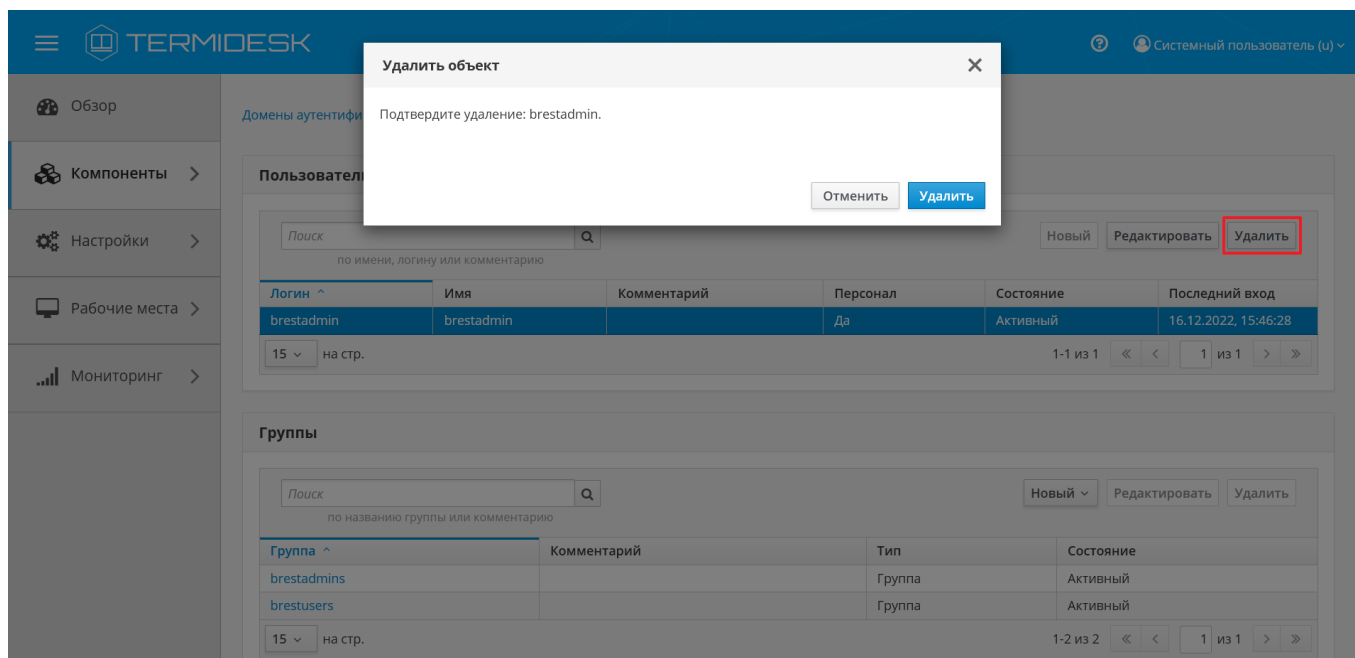 TERMIDESK
Системный пользователь (u)
Удалить объект
Подтвердите удаление: brestadmin.
Отменить Удалить
Обзор
Компоненты
Настройки
Рабочие места
Мониторинг
Домены аутентифи
Пользовател
Поиск
по имени, логину или комментарию
Новый Редактировать Удалить
Логин Имя Комментарий Персонал Состояние Последний вход
brestadmin brestadmin Да Активный 16.12.2022, 15:46:28
15 на стр. 1-1 из 1 1 из 1
Группы
Поиск
по названию группы или комментарию
Новый Редактировать Удалить
Группа Комментарий Тип Состояние
brestadmins Группа Активный
brestusers Группа Активный
15 на стр. 1-2 из 2 1 из 1